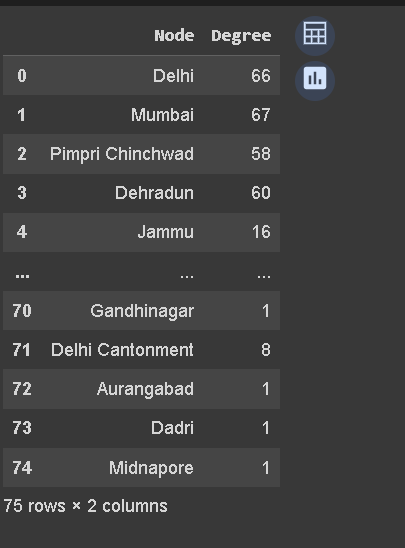 Node Degree
0 Delhi 66
1 Mumbai 67
2 Pimpri Chinchwad 58
3 Dehradun 60
4 Jammu 16
... ... ...
70 Gandhinagar 1
71 Delhi Cantonment 8
72 Aurangabad 1
73 Dadri 1
74 Midnapore 1
75 rows × 2 columns